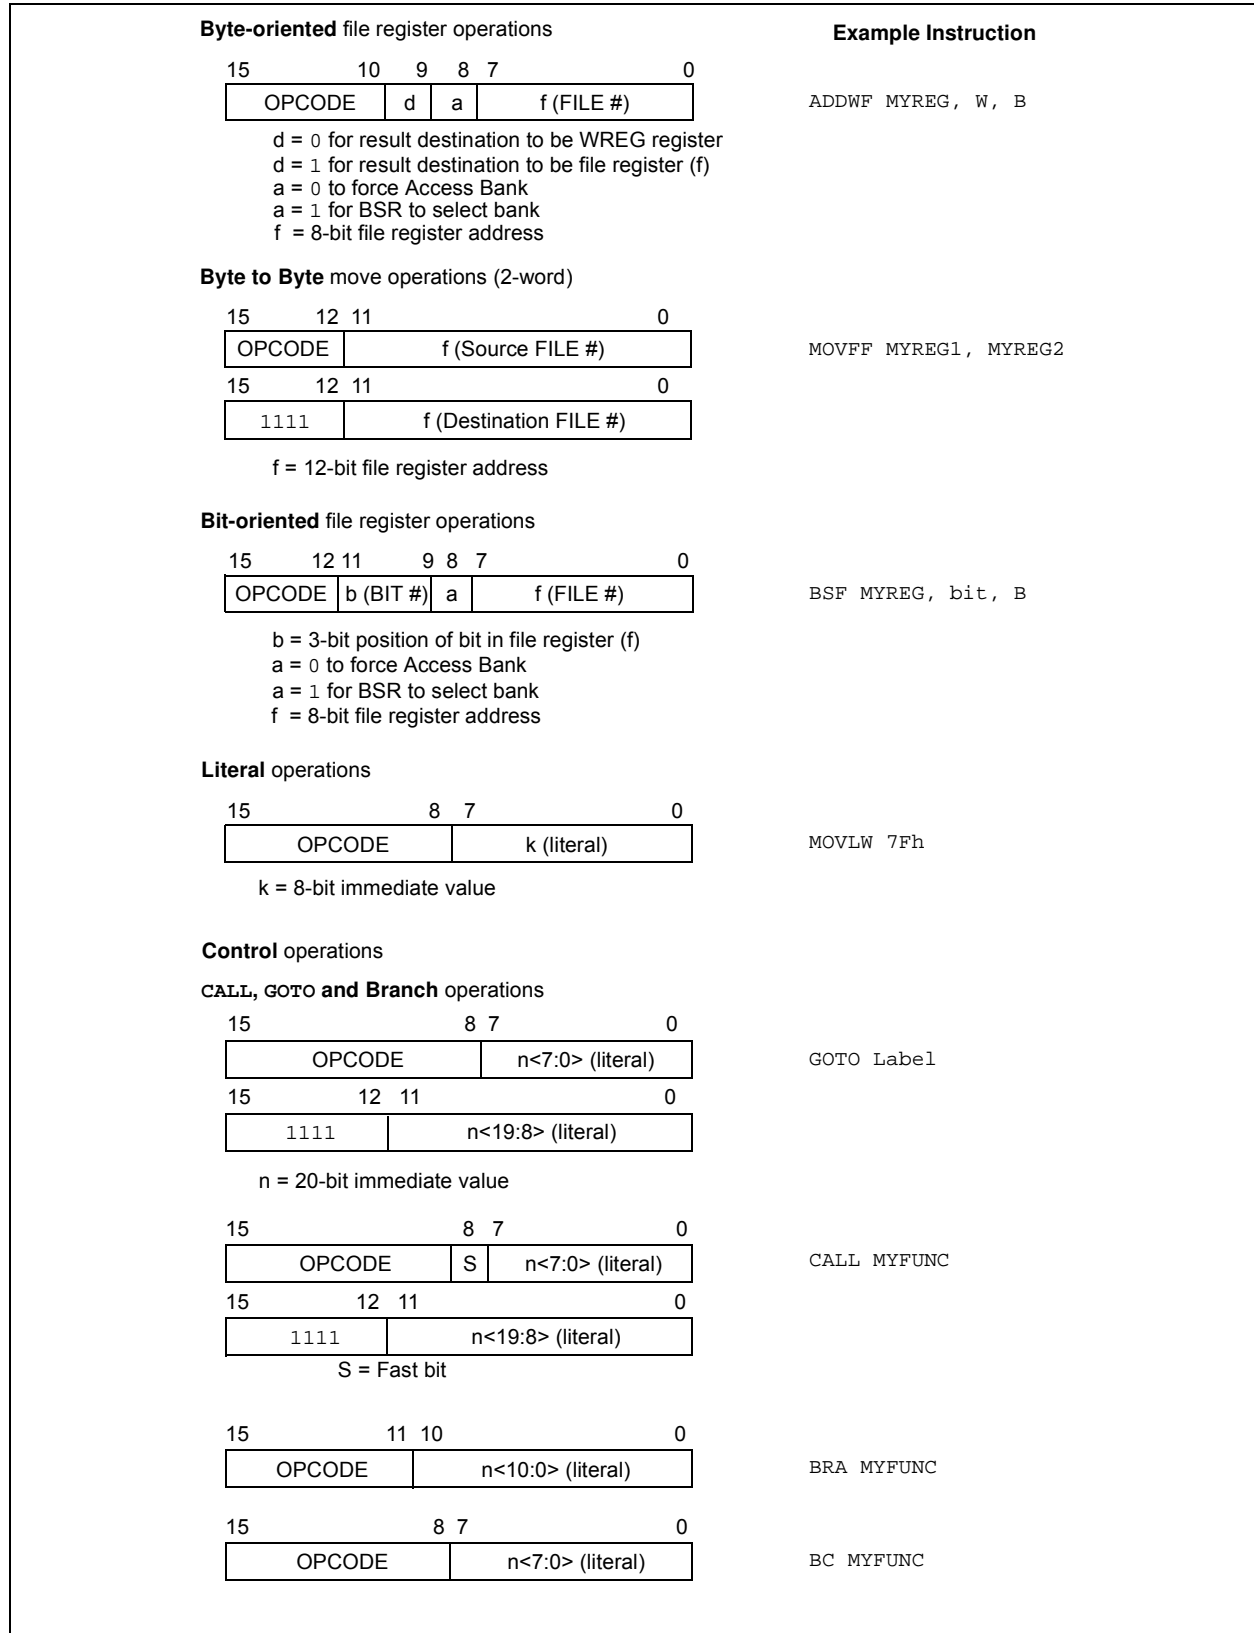 Byte-oriented file register operations Example Instruction
15 10 9 8 7 0
OPCODE d a f (FILE #) ADDWF MYREG, W, B
d = 0 for result destination to be WREG register
d = 1 for result destination to be file register (f)
a = 0 to force Access Bank
a = 1 for BSR to select bank
f = 8-bit file register address
Byte to Byte move operations (2-word)
15 12 11 0
OPCODE f (Source FILE #) MOVFF MYREG1, MYREG2
15 12 11 0
1111 f (Destination FILE #)
f = 12-bit file register address
Bit-oriented file register operations
15 12 11 9 8 7 0
OPCODE b (BIT #) a f (FILE #) BSF MYREG, bit, B
b = 3-bit position of bit in file register (f)
a = 0 to force Access Bank
a = 1 for BSR to select bank
f = 8-bit file register address
Literal operations
15 8 7 0
OPCODE k (literal) MOVLW 7Fh
k = 8-bit immediate value
Control operations
CALL, GOTO and Branch operations
15 8 7 0
OPCODE n<7:0> (literal) GOTO Label
15 12 11 0
1111 n<19:8> (literal)
n = 20-bit immediate value
15 8 7 0
OPCODE S n<7:0> (literal) CALL MYFUNC
15 12 11 0
1111 n<19:8> (literal)
S = Fast bit
15 11 10 0
OPCODE n<10:0> (literal) BRA MYFUNC
15 8 7 0
OPCODE n<7:0> (literal) BC MYFUNC